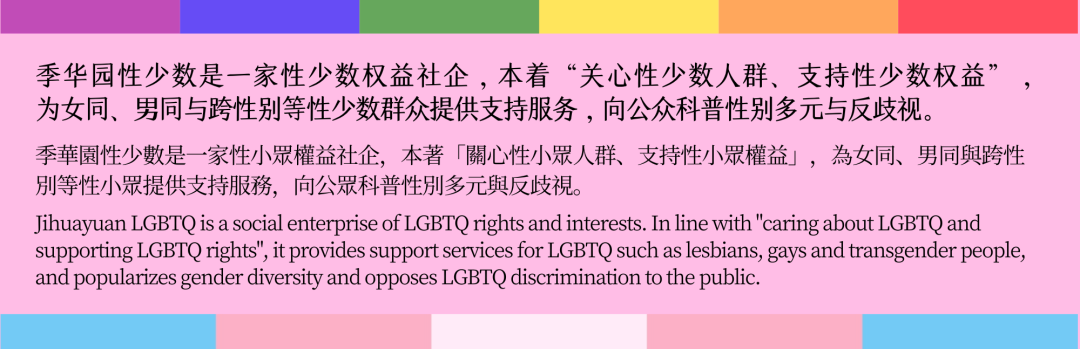 季华园性少数是一家性少数权益社企，本着“关心性少数人群、支持性少数权益”，
为女同、男同与跨性别等性少数群众提供支持服务，向公众科普性别多元与反歧视。
季華園性少數是一家性小眾權益社企，本著「關心性小眾人群、支持性小眾權益」，為女同、男同與跨性
別等性小眾提供支持服務，向公眾科普性別多元與反歧視。
Jihuayuan LGBTQ is a social enterprise of LGBTQ rights and interests. In line with "caring about LGBTQ and
supporting LGBTQ rights", it provides support services for LGBTQ such as lesbians, gays and transgender people,
and popularizes gender diversity and opposes LGBTQ discrimination to the public.